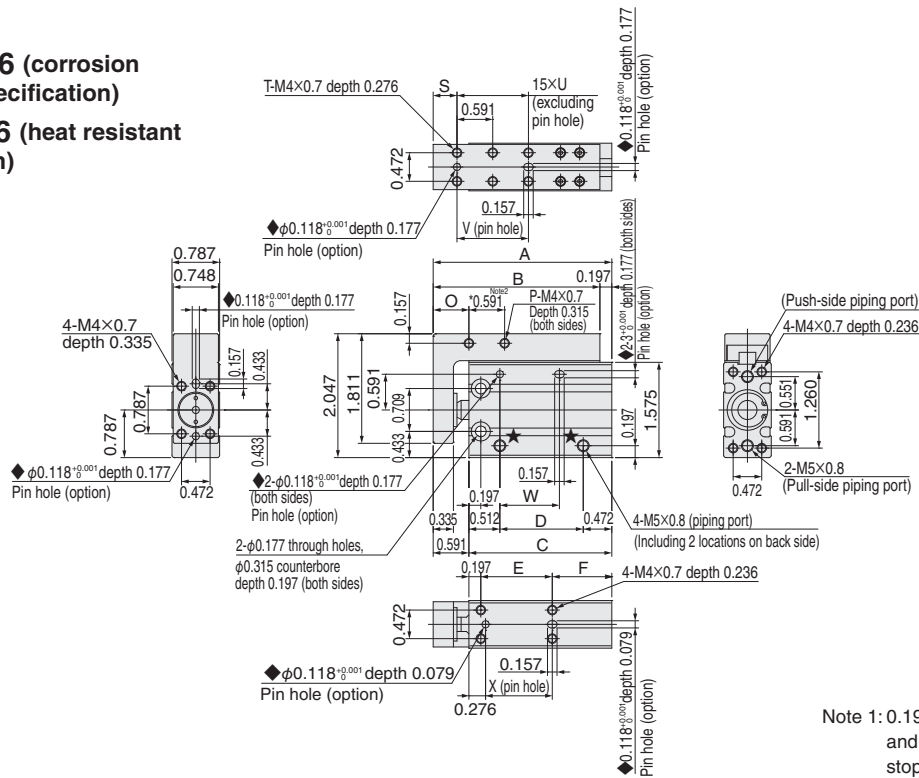 6 (corrosion
ecification)
6 (heat resistant
n)
T-M4×0.7 depth 0.276
S
0.591
15×U
(excluding
pin hole)
◆0.118+0.001 0 depth 0.177
Pin hole (option)
0.472
0.157
V (pin hole)
◆φ0.118+0.001 0 depth 0.177
Pin hole (option)
A
B
0.197
O
*0.591
Note2
P-M4×0.7
Depth 0.315
(both sides)
◆2-3+0.001 0 depth 0.177 (both sides)
Pin hole (option)
0.157
0.787
0.748
◆0.118+0.001 0 depth 0.177
Pin hole (option)
4-M4×0.7
depth 0.335
0.157
0.433
0.787
0.787
0.433
◆φ0.118+0.001 0 depth 0.177
Pin hole (option)
0.472
2.047
1.811
0.591
0.709
0.433
★
★
0.197
1.575
◆2-φ0.118+0.001 0 depth 0.177
(both sides)
Pin hole (option)
0.157
0.197
W
0.335
0.512
D
0.472
0.591
C
2-φ0.177 through holes,
φ0.315 counterbore
depth 0.197 (both sides)
4-M5×0.8 (piping port)
(Including 2 locations on back side)
(Push-side piping port)
4-M4×0.7 depth 0.236
0.551
0.591
1.260
0.472
2-M5×0.8
(Pull-side piping port)
0.197
E
F
4-M4×0.7 depth 0.236
0.472
◆φ0.118+0.001 0 depth 0.079
Pin hole (option)
0.157
X (pin hole)
0.276
◆0.118+0.001 0 depth 0.079
Pin hole (option)
Note 1: 0.19
and
stop